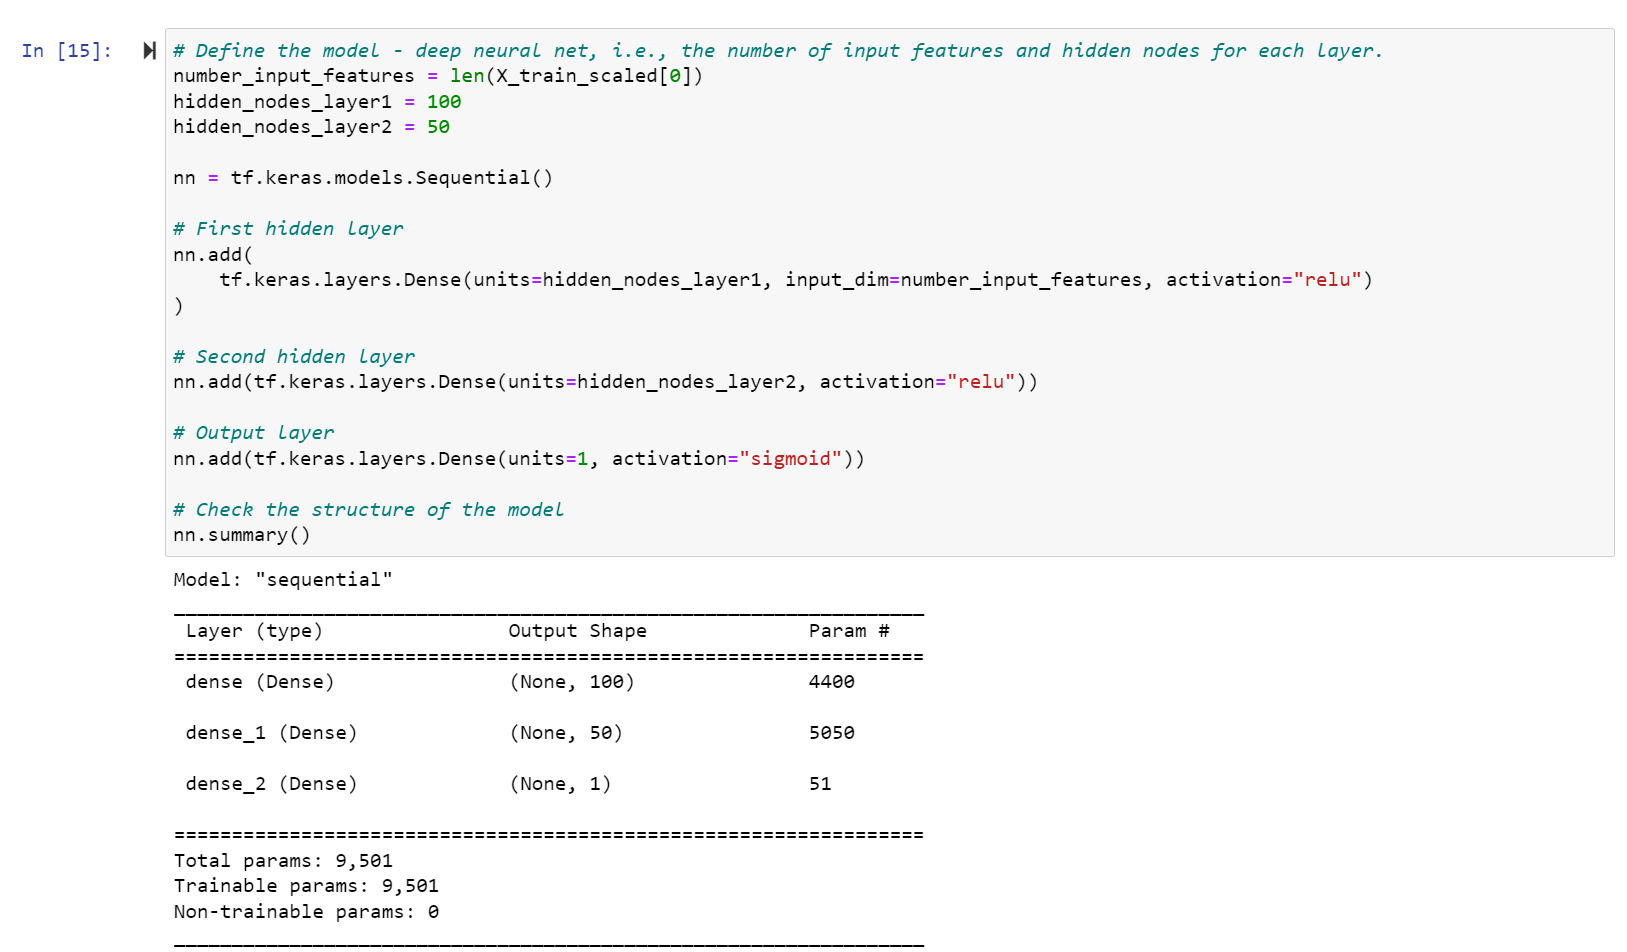 In [15]:
# Define the model - deep neural net, i.e., the number of input features and hidden nodes for each layer.
number_input_features = len(X_train_scaled[0])
hidden_nodes_layer1 = 100
hidden_nodes_layer2 = 50
nn = tf.keras.models.Sequential()
# First hidden layer
nn.add(
    tf.keras.layers.Dense(units=hidden_nodes_layer1, input_dim=number_input_features, activation="relu")
)
# Second hidden layer
nn.add(tf.keras.layers.Dense(units=hidden_nodes_layer2, activation="relu"))
# Output layer
nn.add(tf.keras.layers.Dense(units=1, activation="sigmoid"))
# Check the structure of the model
nn.summary()
Model: "sequential"
_________________________________________________________________
Layer (type) Output Shape Param #
=================================================================
dense (Dense) (None, 100) 4400
dense_1 (Dense) (None, 50) 5050
dense_2 (Dense) (None, 1) 51
=================================================================
Total params: 9,501
Trainable params: 9,501
Non-trainable params: 0
_________________________________________________________________